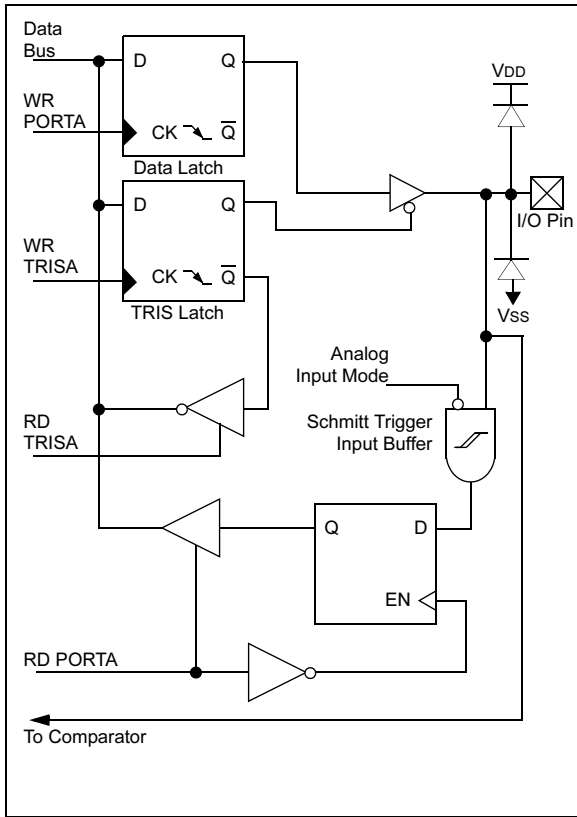 Data
Bus
D
Q
VDD
WR
PORTA
CK
Q
Data Latch
I/O Pin
D
Q
WR
TRISA
CK
Q
TRIS Latch
VSS
Analog
Input Mode
Schmitt Trigger
Input Buffer
RD
TRISA
Q
D
EN
RD PORTA
To Comparator